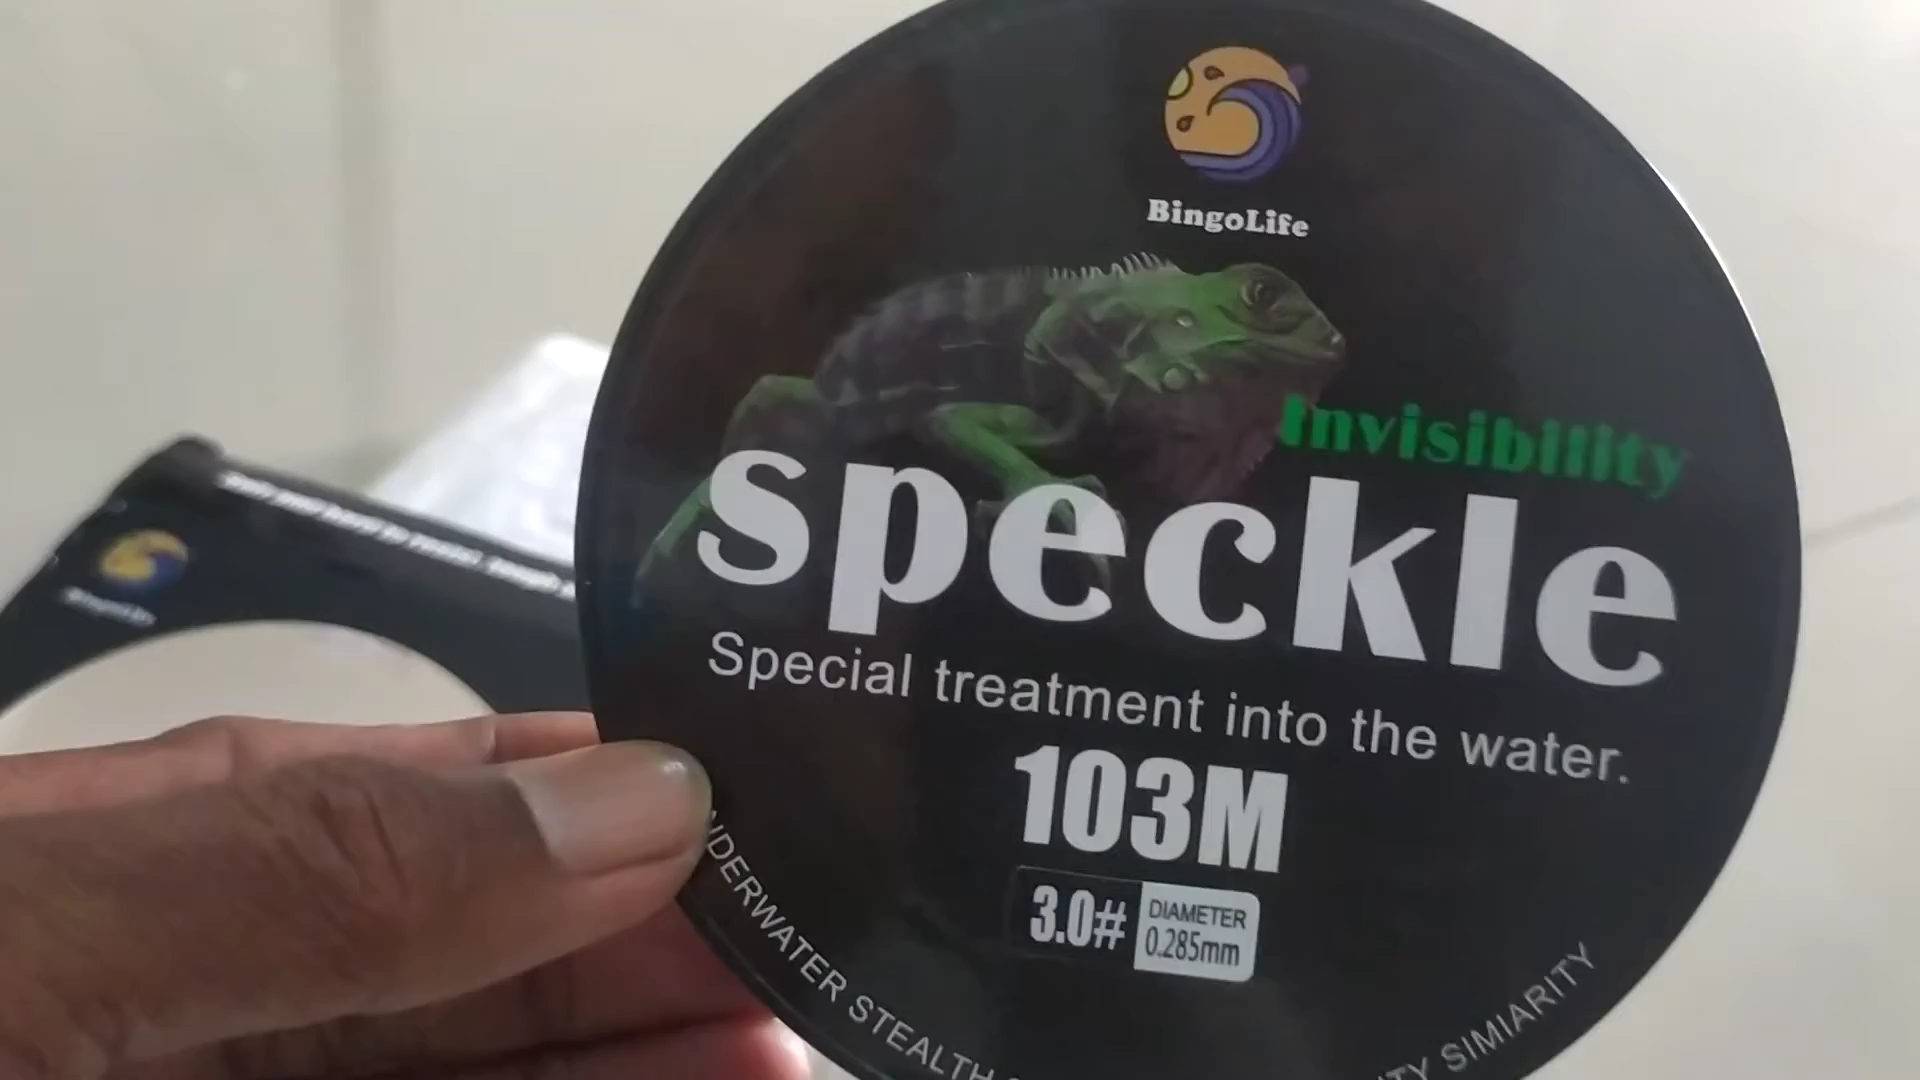 BingoLife
Invisibility
speckle
Special treatment into the water.
103M
3.0#
DIAMETER
0.285mm
NDERWATER STEALTH
TY SIMIARITY